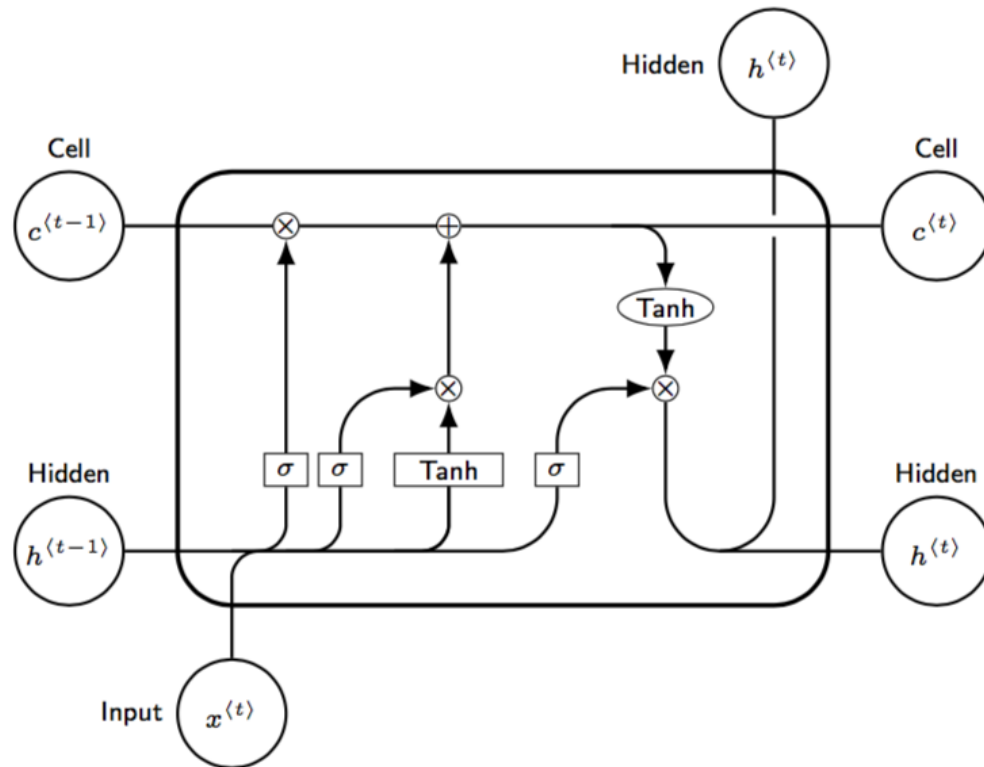 Hidden
h⟨t⟩
Cell
Cell
c⟨t−1⟩
×
+
c⟨t⟩
Tanh
×
×
Hidden
σ
σ
Tanh
σ
Hidden
h⟨t−1⟩
h⟨t⟩
Input
x⟨t⟩